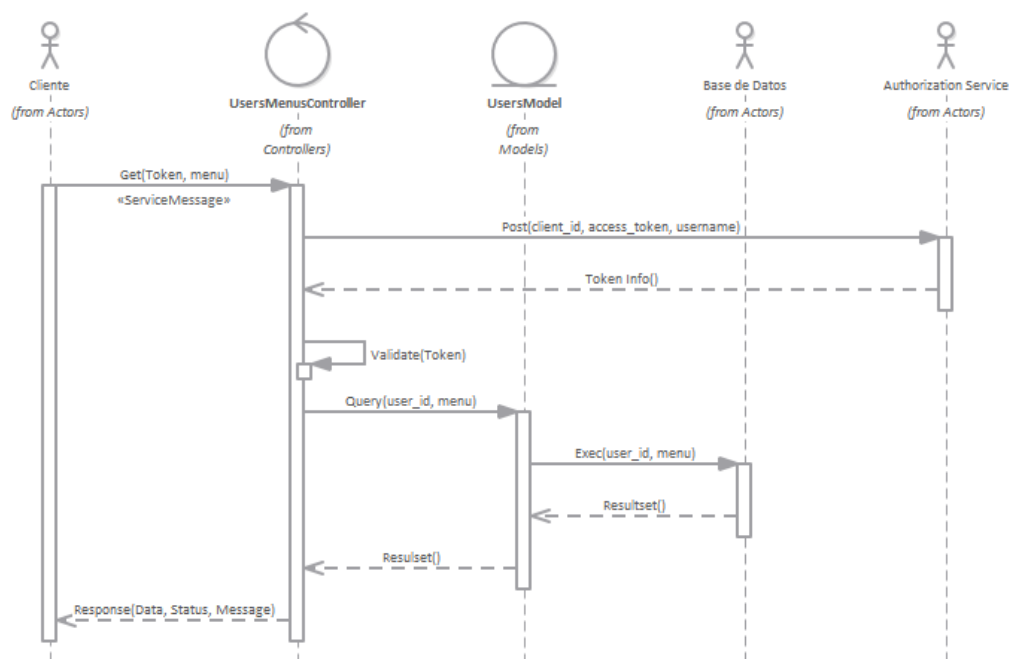 Cliente
(from Actors)
UsersMenusController
(from
Controllers)
UsersModel
(from
Models)
Base de Datos
(from Actors)
Authorization Service
(from Actors)
Get(Token, menu)
«ServiceMessage»
Post(client_id, access_token, username)
Token Info()
Validate(Token)
Query(user_id, menu)
Exec(user_id, menu)
Resultset()
Resulset()
Response(Data, Status, Message)